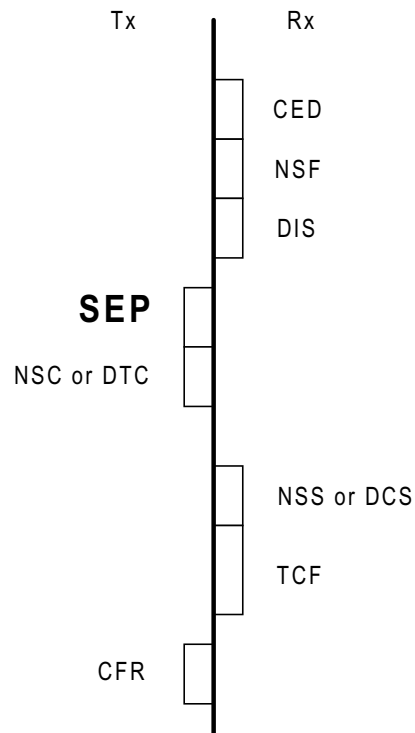 Tx Rx
CED
NSF
DIS
SEP
NSC or DTC
NSS or DCS
TCF
CFR